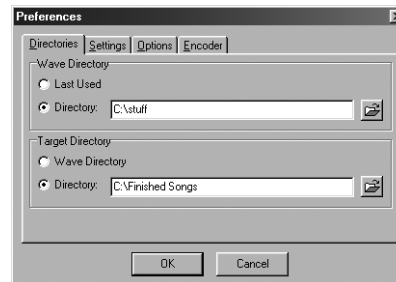 Preferences
Directories Settings Options Encoder
Wave Directory
Last Used
Directory: C:\stuff
Target Directory
Wave Directory
Directory: C:\Finished Songs
OK Cancel